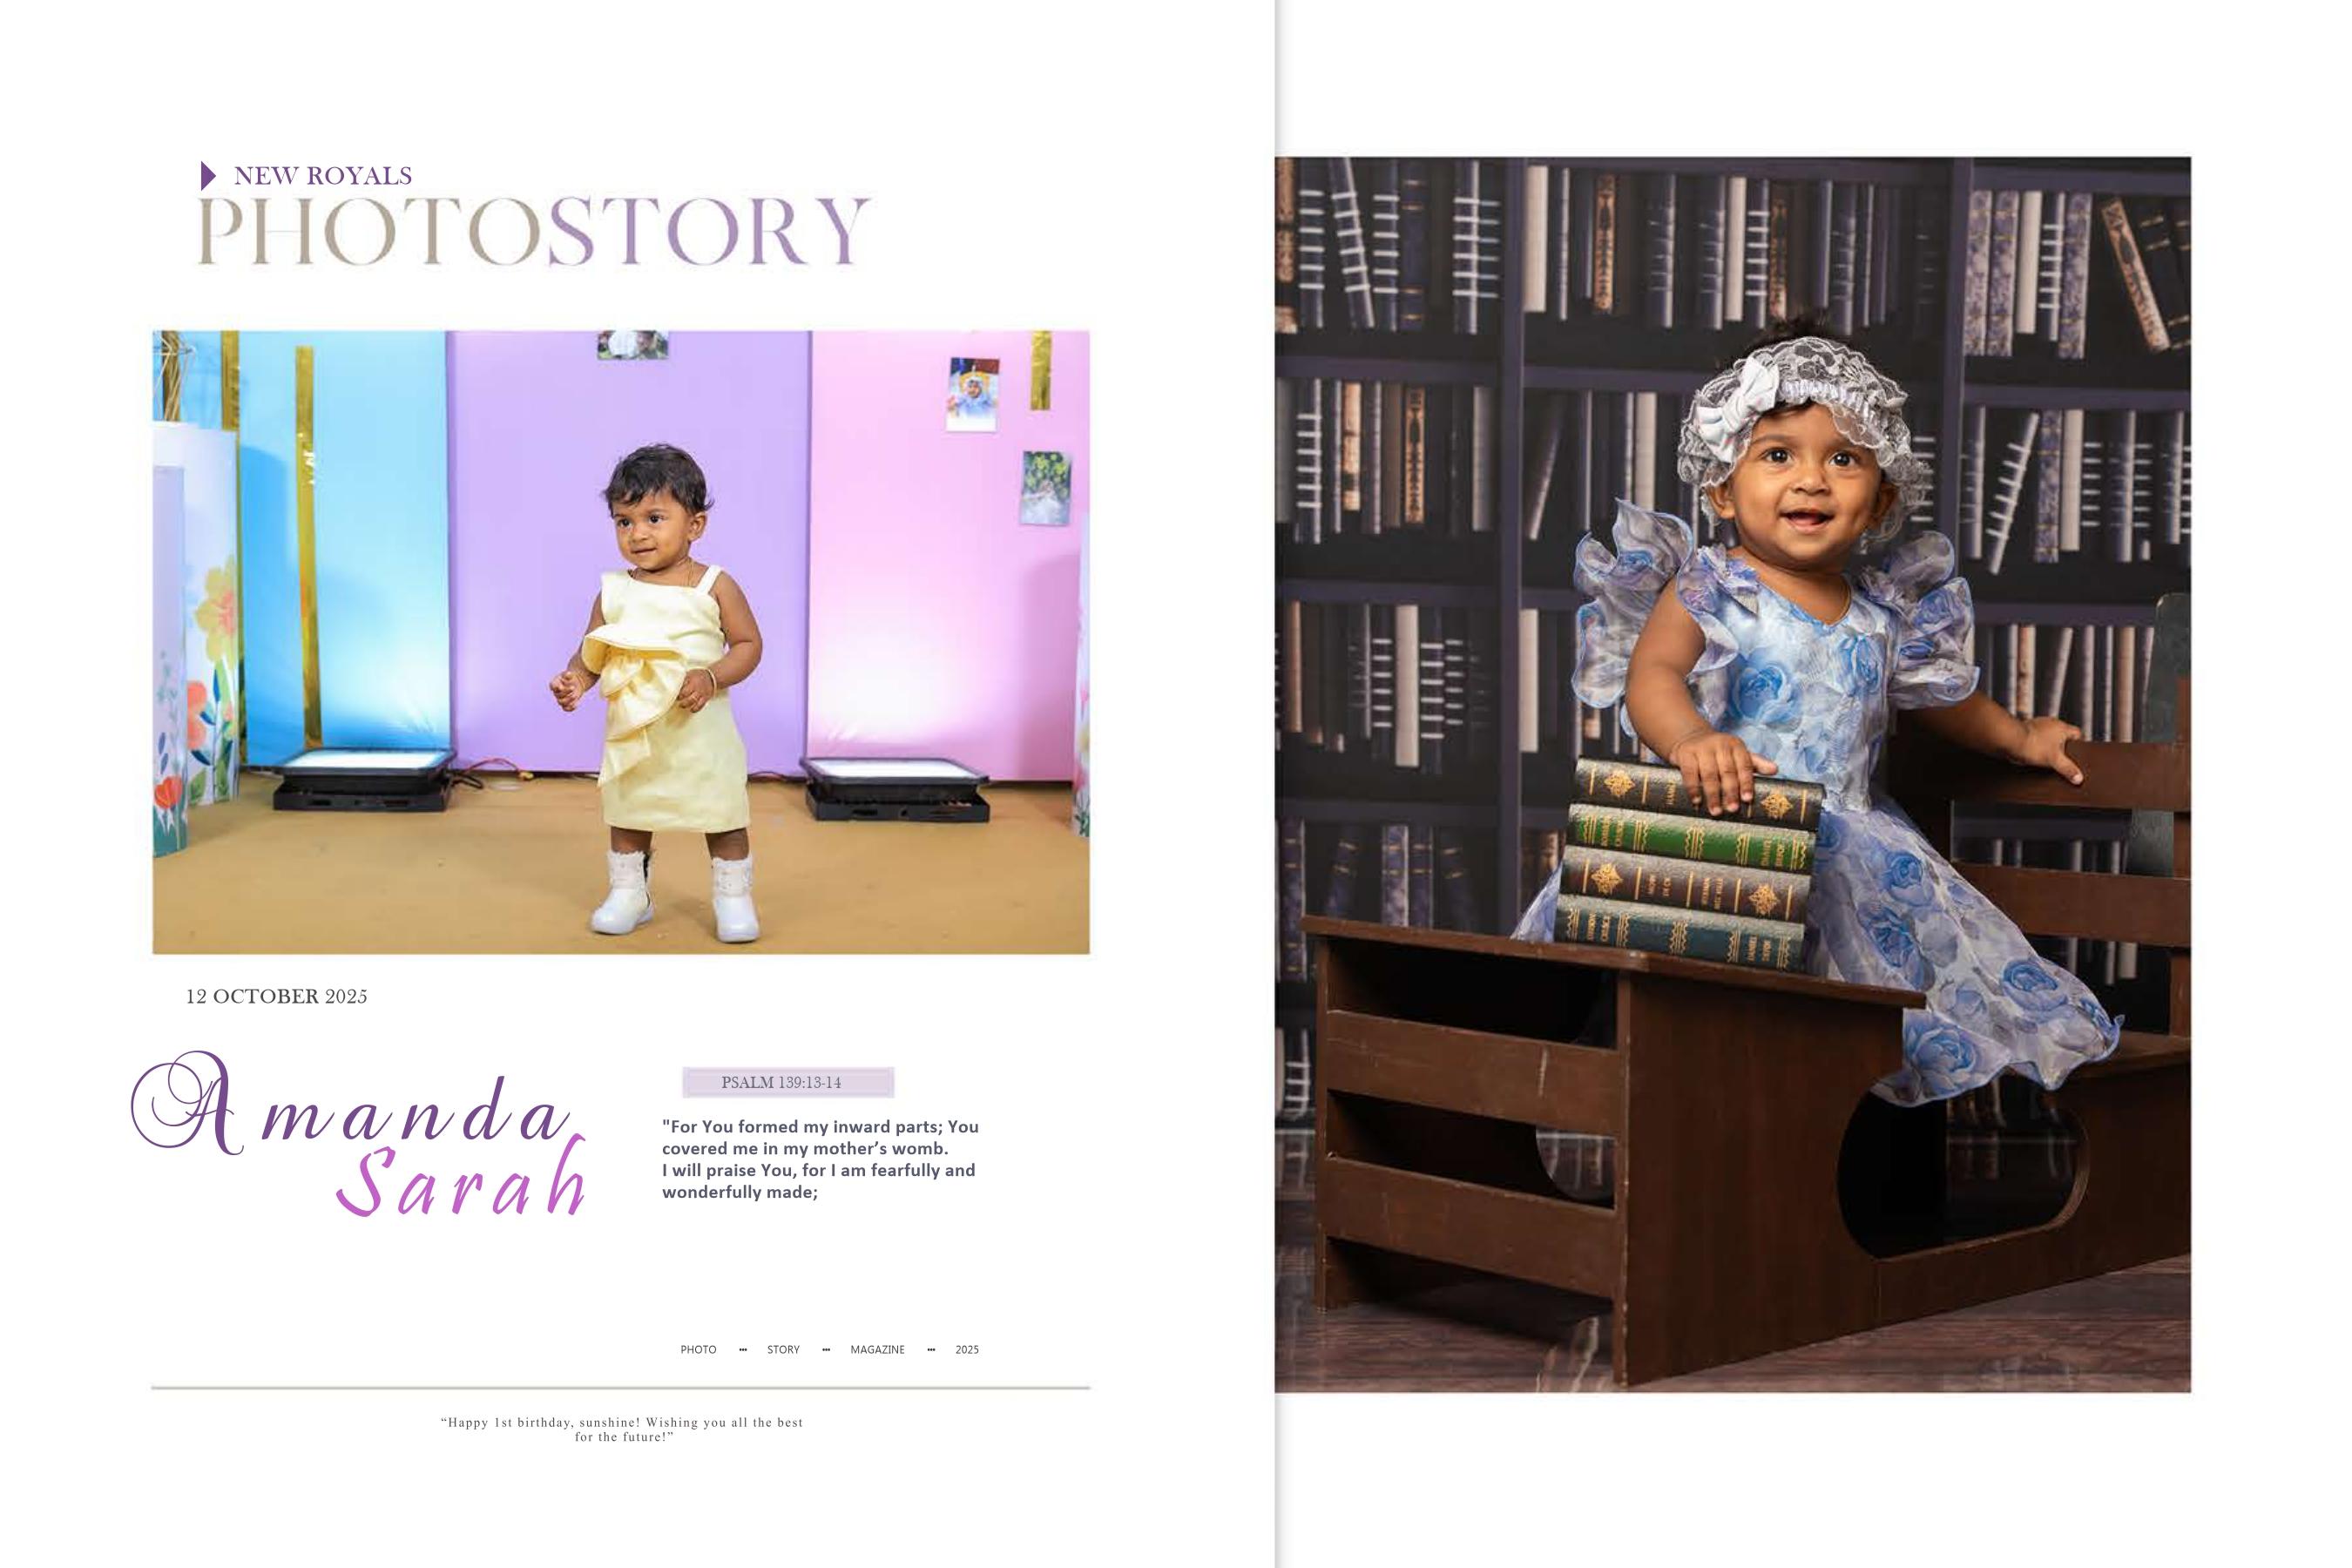 NEW ROYALS
PHOTOSTORY
12 OCTOBER 2025
Amanda
Sarah
PSALM 139:13-14
"For You formed my inward parts; You
covered me in my mother’s womb.
I will praise You, for I am fearfully and
wonderfully made;
PHOTO ··· STORY ··· MAGAZINE ··· 2025
“Happy 1st birthday, sunshine! Wishing you all the best
for the future!”